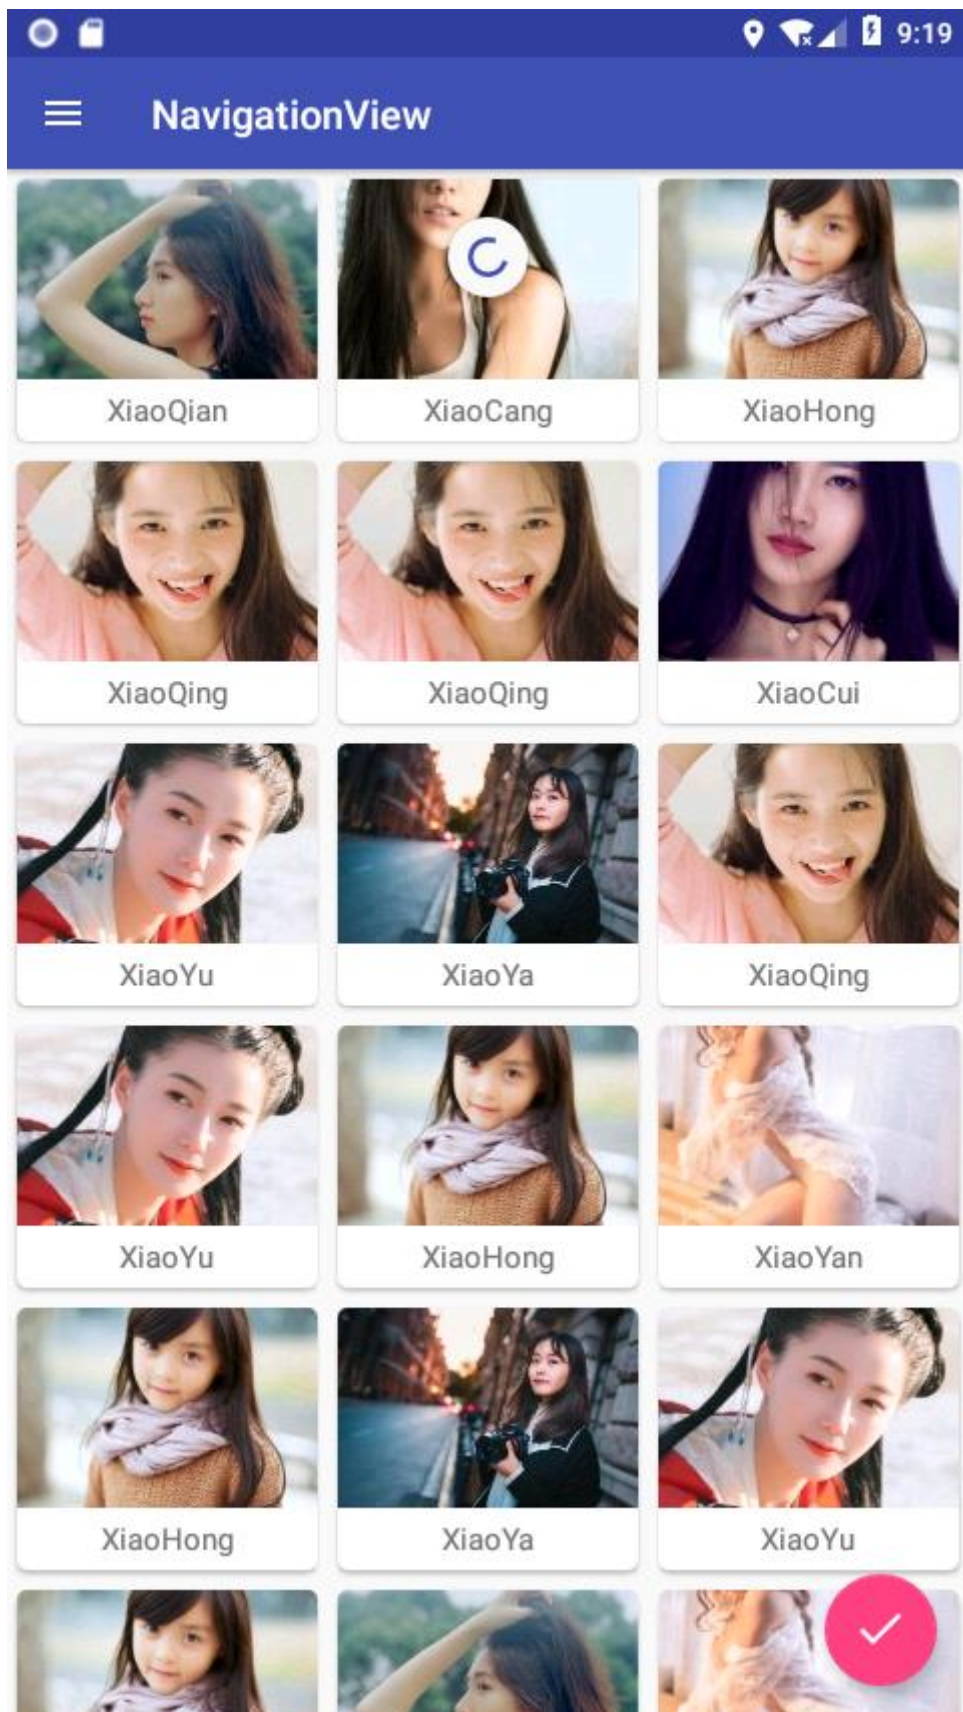 9:19
NavigationView
XiaoQian XiaoCang XiaoHong
XiaoQing XiaoQing XiaoCui
XiaoYu XiaoYa XiaoQing
XiaoYu XiaoHong XiaoYan
XiaoHong XiaoYa XiaoYu